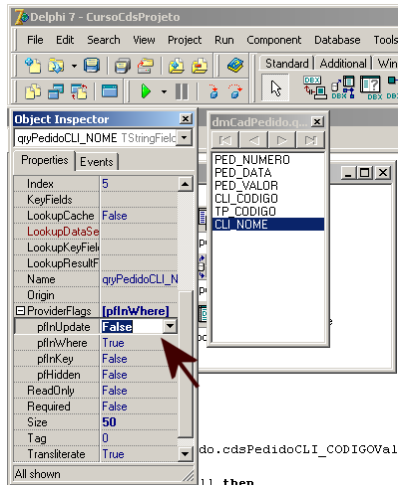 Delphi 7 - CursoCdsProjeto
File Edit Search View Project Run Component Database Tools
Standard Additional Win
Object Inspector
qryPedidoCLI_NOME TStringField
Properties Events
Index 5
KeyFields
LookupCache False
LookupDataSe
LookupKeyFiel
LookupResultF
Name qryPedidoCLI_N
Origin
ProviderFlags [pfInWhere]
pfInUpdate False
pfInWhere True
pfInKey False
pfHidden False
ReadOnly False
Required False
Size 50
Tag 0
Transliterate True
All shown
dmCadPedido.q...
PED_NUMERO
PED_DATA
PED_VALOR
CLI_CODIGO
TP_CODIGO
CLI_NOME
do.cdsPedidoCLI_CODIGOVal
then